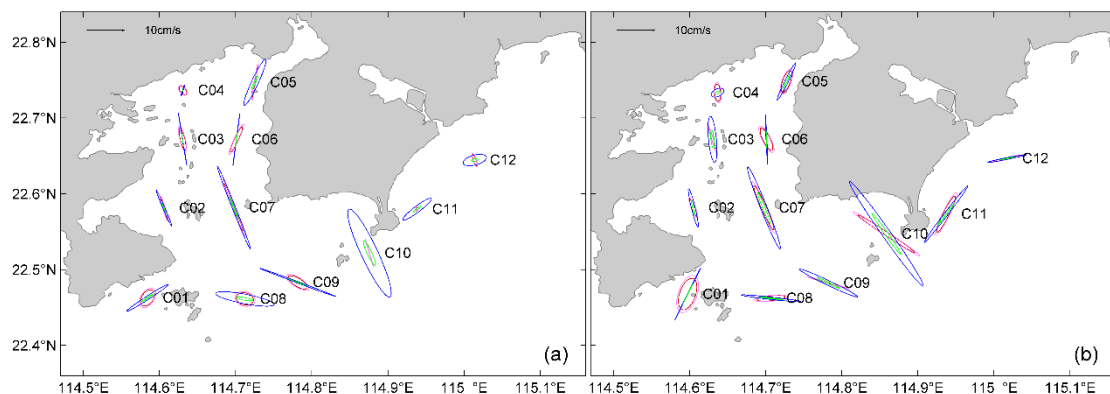 10cm/s
22.8°N
22.7°N
22.6°N
22.5°N
22.4°N
C05
C04
C03
C06
C12
C02
C07
C11
C10
C09
C01
C08
(a)
114.5°E
114.6°E
114.7°E
114.8°E
114.9°E
115°E
115.1°E
10cm/s
C05
C04
C03
C06
C12
C02
C07
C11
C10
C09
C01
C08
(b)
114.5°E
114.6°E
114.7°E
114.8°E
114.9°E
115°E
115.1°E